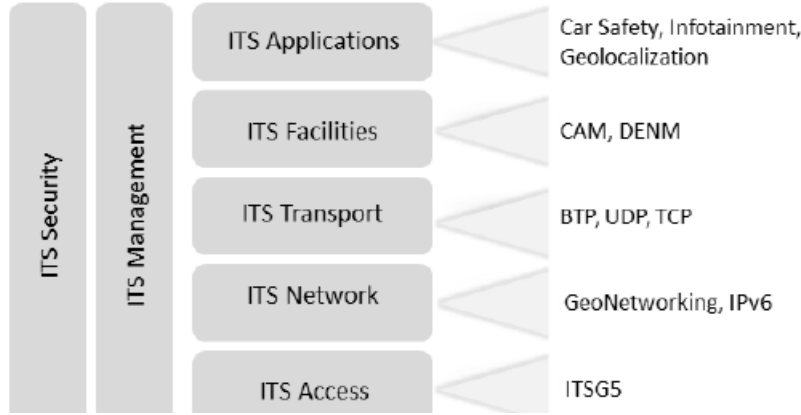 ITS Security
ITS Management
ITS Applications
Car Safety, Infotainment,
Geolocalization
ITS Facilities
CAM, DENM
ITS Transport
BTP, UDP, TCP
ITS Network
GeoNetworking, IPv6
ITS Access
ITSG5